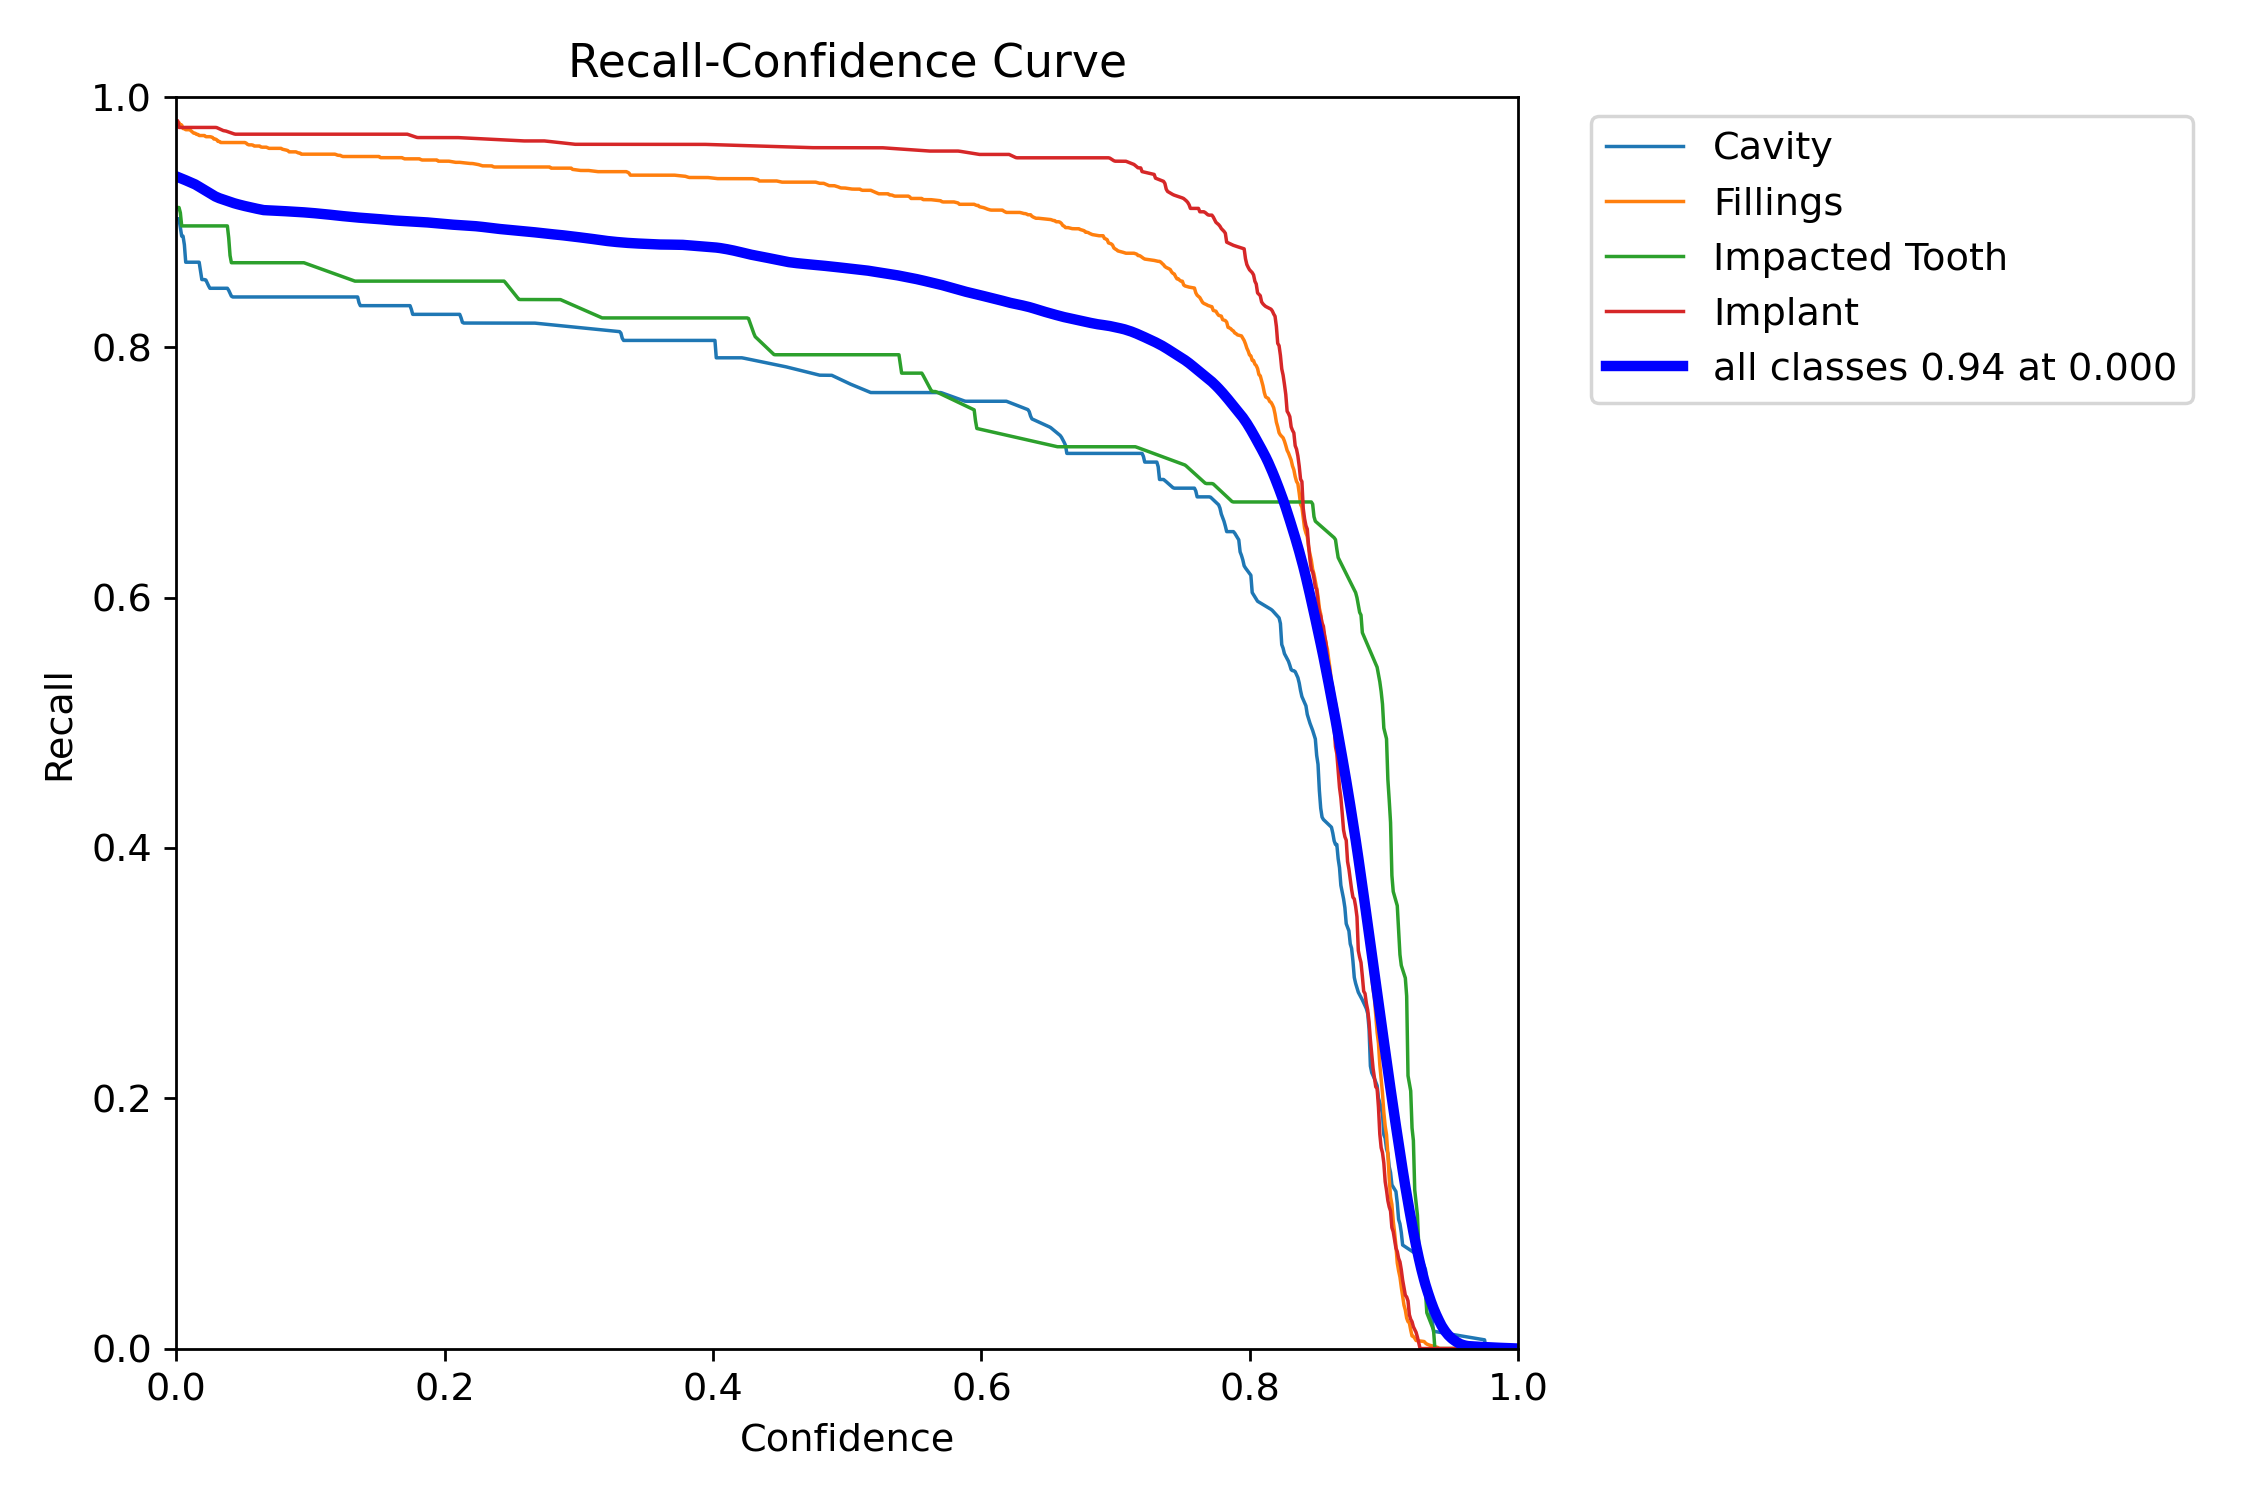 Recall-Confidence Curve
1.0
0.8
0.6
0.4
0.2
0.0
Recall
0.0 0.2 0.4 0.6 0.8 1.0
Confidence
Cavity
Fillings
Impacted Tooth
Implant
all classes 0.94 at 0.000